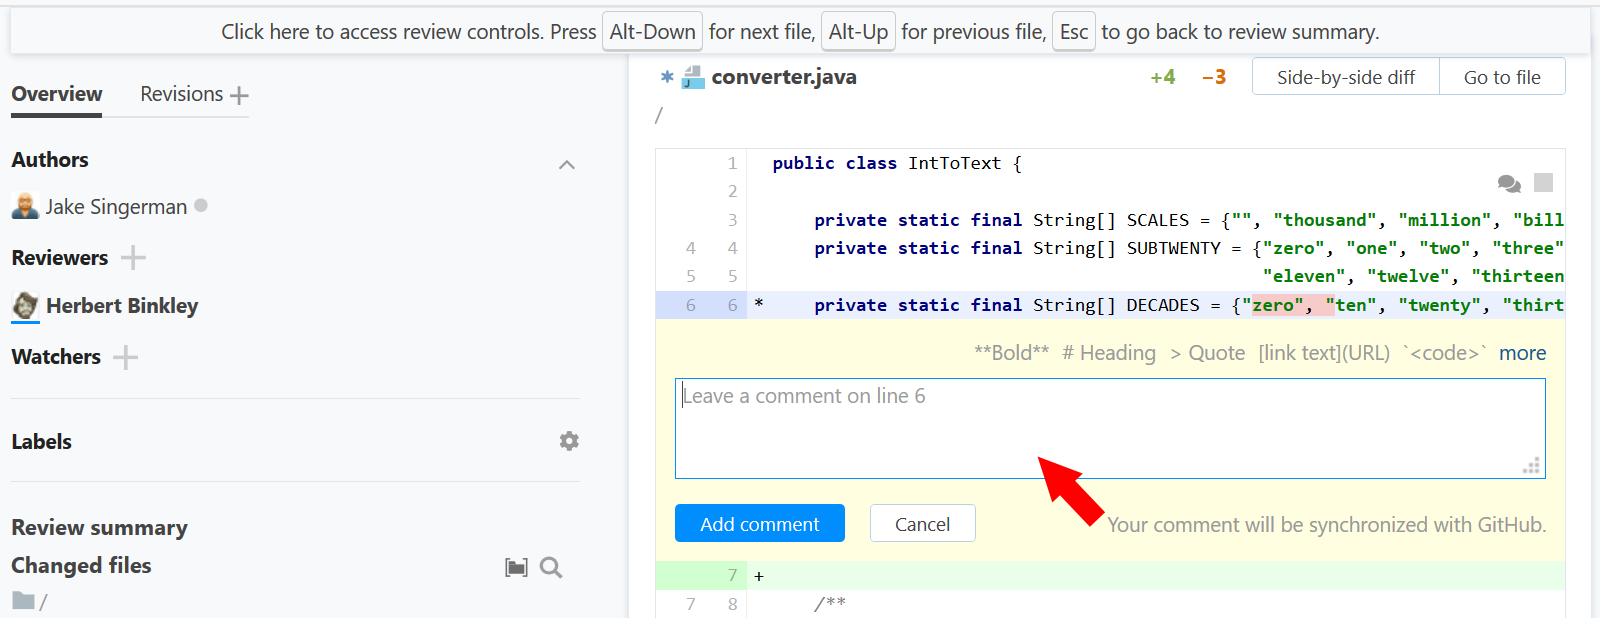 Click here to access review controls. Press Alt-Down for next file, Alt-Up for previous file, Esc to go back to review summary.
Overview Revisions +
Authors
Jake Singerman
Reviewers +
Herbert Binkley
Watchers +
Labels
Review summary
Changed files
/
* J converter.java +4 −3 Side-by-side diff Go to file
/
1 public class IntToText {
2
3 private static final String[] SCALES = {"", "thousand", "million", "bill
4 4 private static final String[] SUBTWENTY = {"zero", "one", "two", "three"
5 5 "eleven", "twelve", "thirteen
6 6 * private static final String[] DECADES = {"zero", "ten", "twenty", "thirt
**Bold** # Heading > Quote [link text](URL) `<code>` more
Leave a comment on line 6
Add comment Cancel Your comment will be synchronized with GitHub.
7 +
7 8 /**